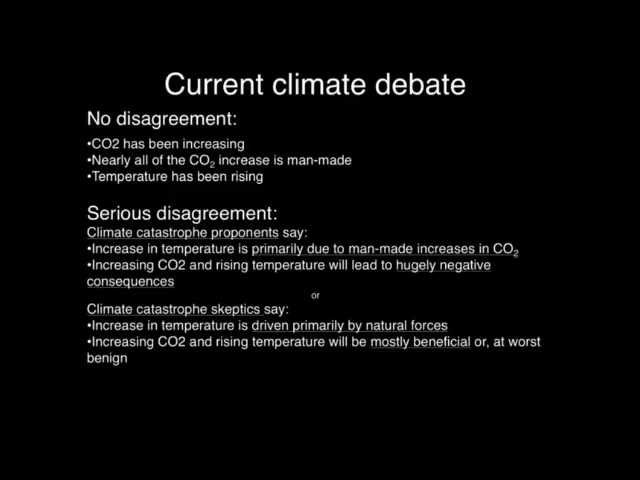 Current climate debate
No disagreement:
•CO2 has been increasing
•Nearly all of the CO₂ increase is man-made
•Temperature has been rising
Serious disagreement:
Climate catastrophe proponents say:
•Increase in temperature is primarily due to man-made increases in CO₂
•Increasing CO2 and rising temperature will lead to hugely negative
consequences
or
Climate catastrophe skeptics say:
•Increase in temperature is driven primarily by natural forces
•Increasing CO2 and rising temperature will be mostly beneficial or, at worst
benign